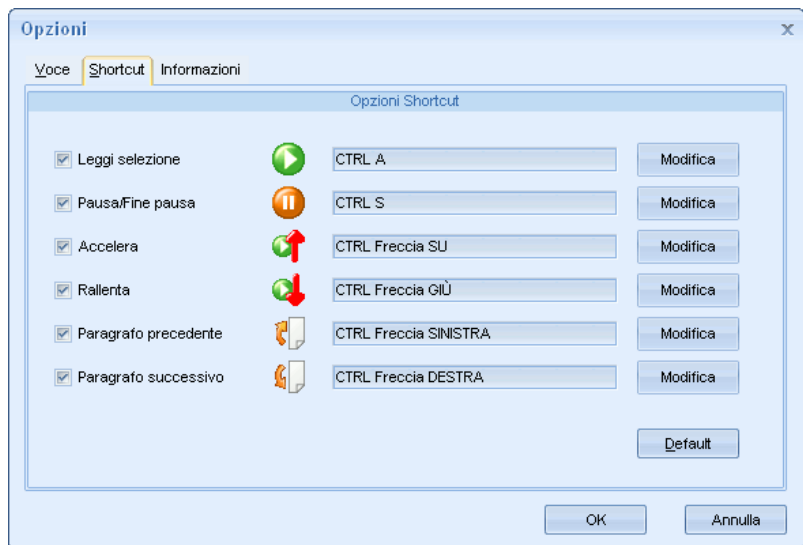 Opzioni
Voce Shortcut Informazioni
Opzioni Shortcut
Leggi selezione CTRL A Modifica
Pausa/Fine pausa CTRL S Modifica
Accelera CTRL Freccia SU Modifica
Rallenta CTRL Freccia GIÙ Modifica
Paragrafo precedente CTRL Freccia SINISTRA Modifica
Paragrafo successivo CTRL Freccia DESTRA Modifica
Default
OK Annulla